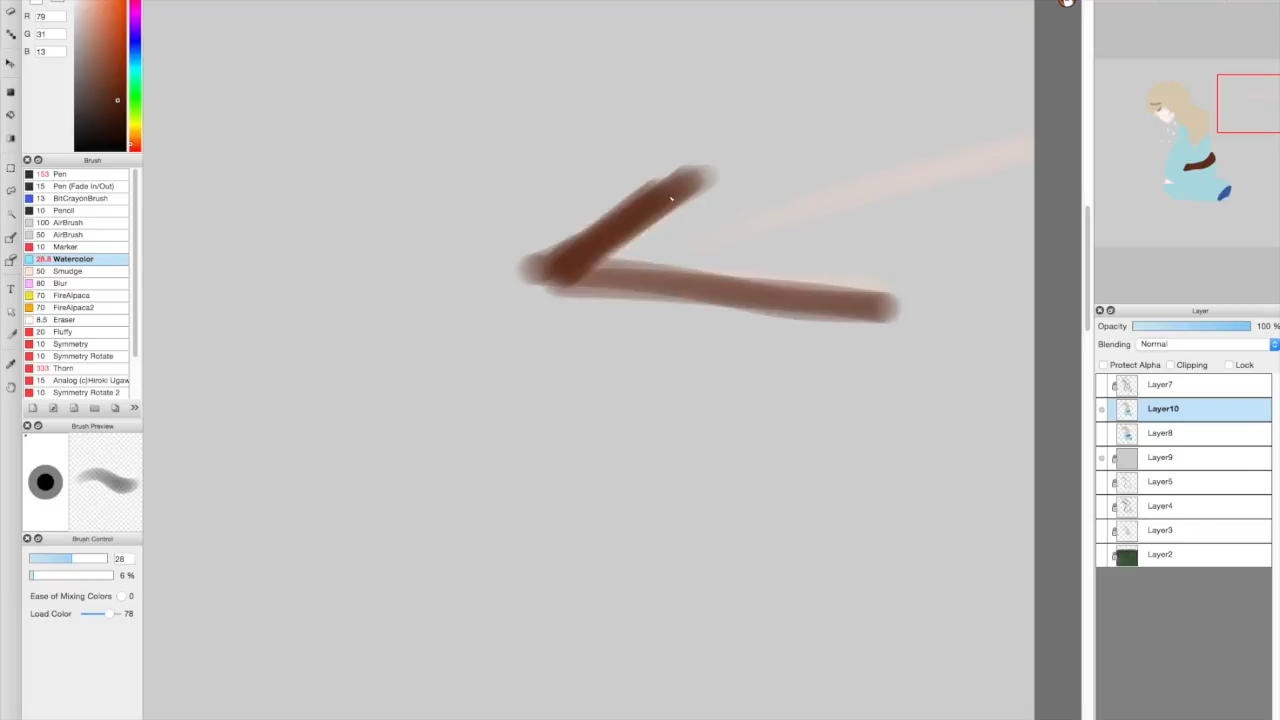 R 79
G 31
B 13
Brush
153 Pen
15 Pen (Fade In/Out)
13 BitCrayonBrush
10 Pencil
100 AirBrush
50 AirBrush
10 Marker
28.8 Watercolor
50 Smudge
80 Blur
70 FireAlpaca
70 FireAlpaca2
8.5 Eraser
20 Fluffy
10 Symmetry
10 Symmetry Rotate
333 Thorn
15 Analog (c)Hiroki Ugaw
10 Symmetry Rotate 2
Brush Preview
Brush Control
28
6 %
Ease of Mixing Colors 0
Load Color 78
T
Layer
Opacity 100 %
Blending Normal
Protect Alpha Clipping Lock
Layer7
Layer10
Layer8
Layer9
Layer5
Layer4
Layer3
Layer2